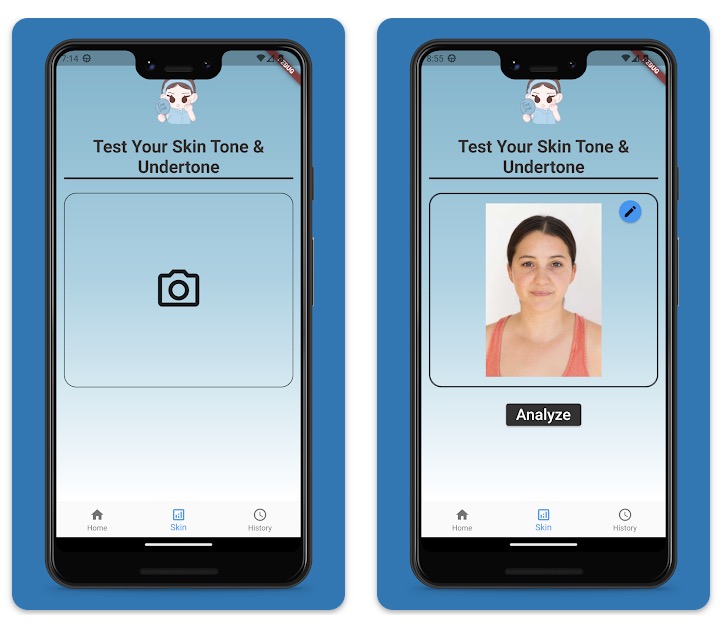 7:14
DEBUG
Test Your Skin Tone &
Undertone
Home
Skin
History
8:55
DEBUG
Test Your Skin Tone &
Undertone
Analyze
Home
Skin
History